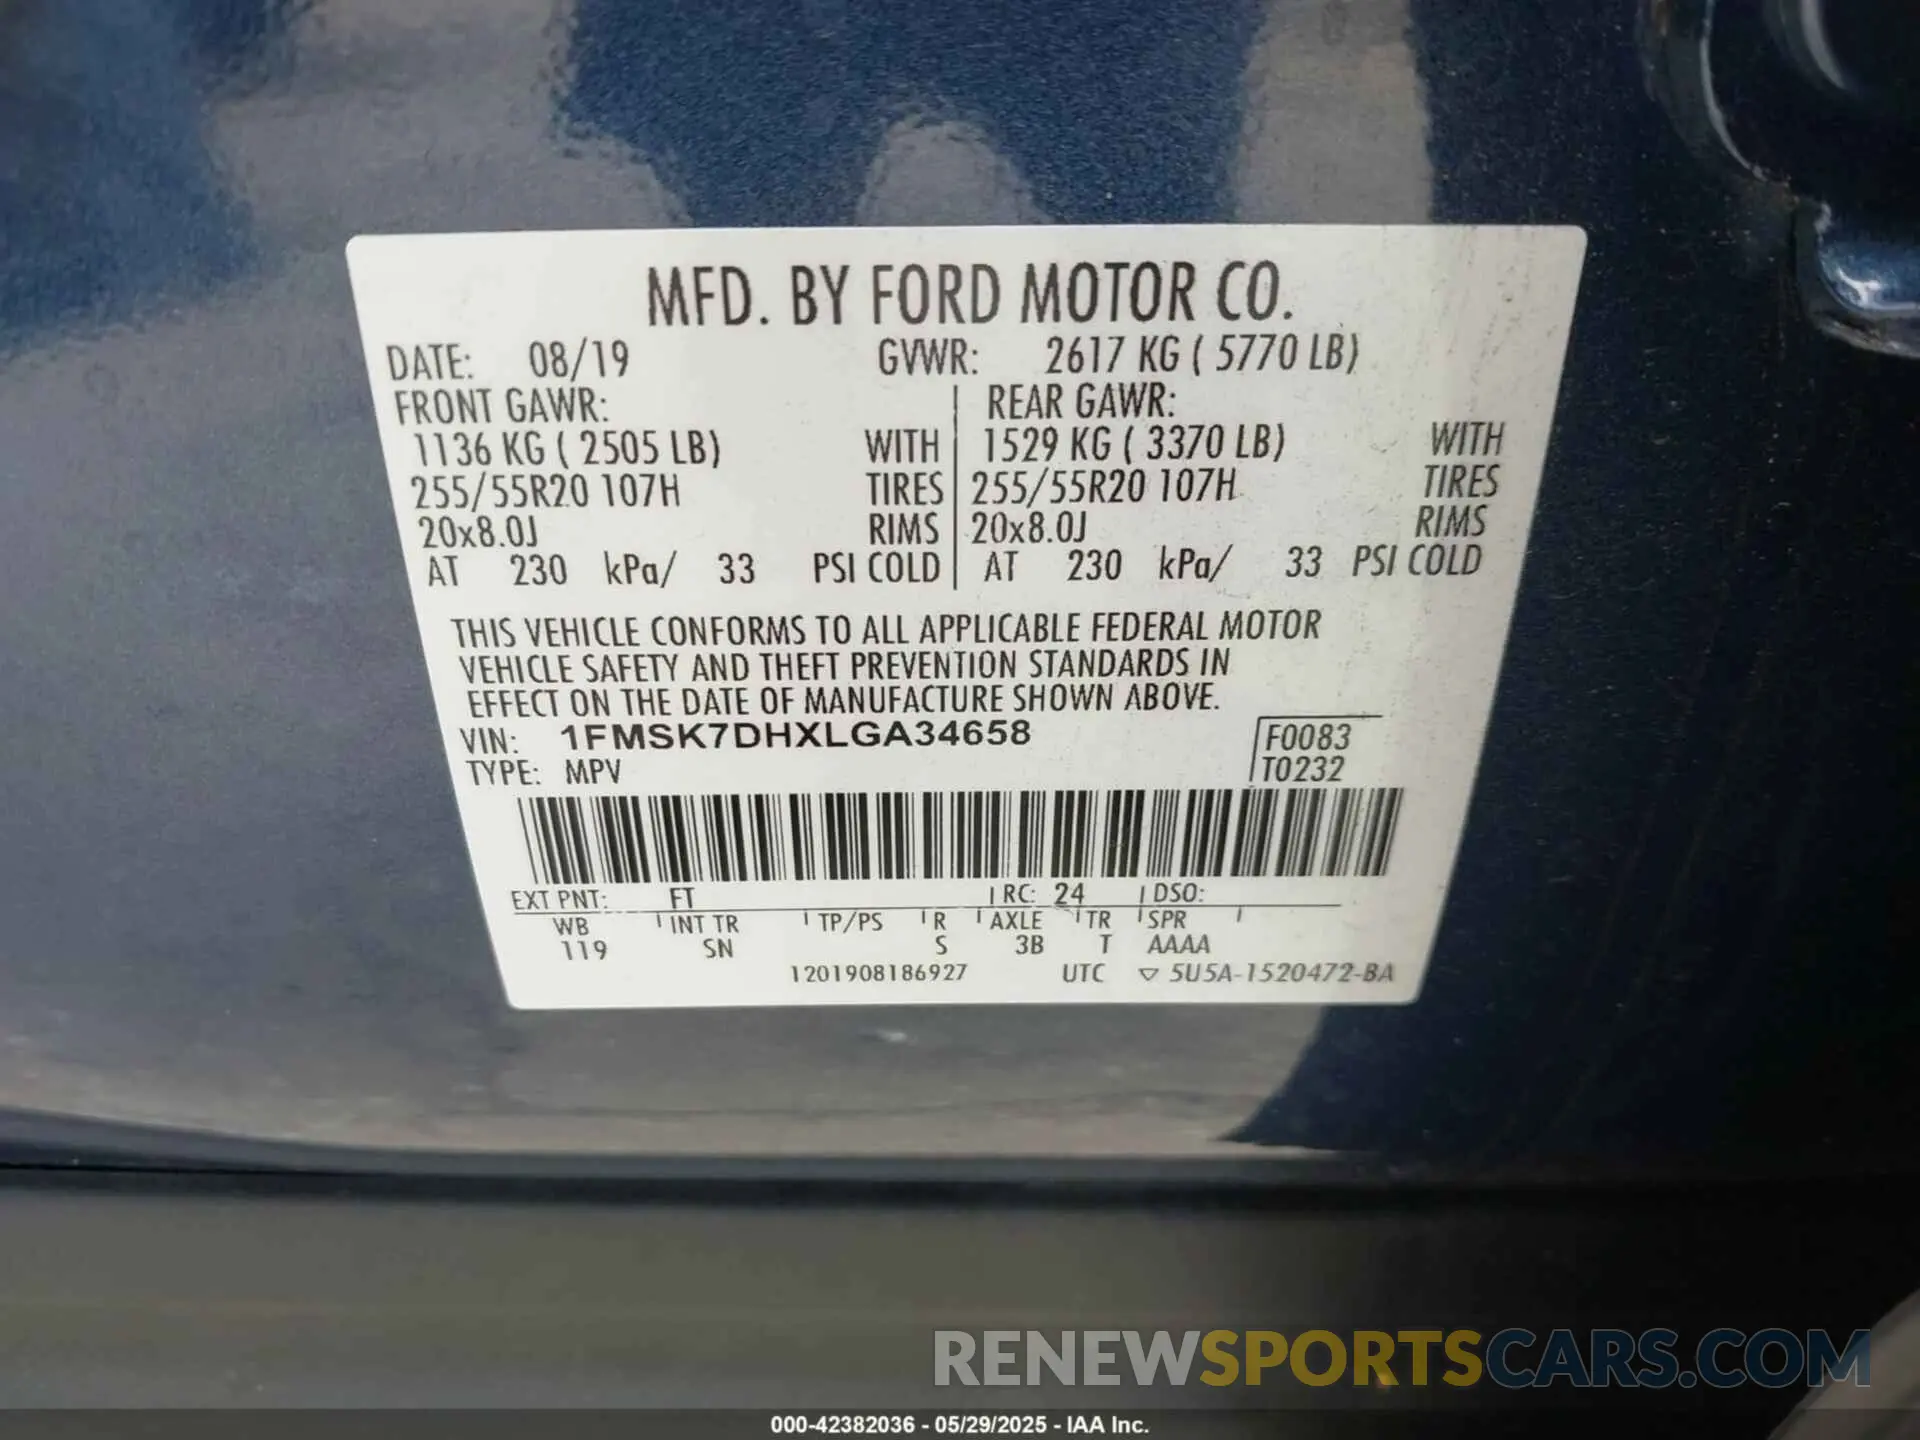 MFD. BY FORD MOTOR CO.
DATE: 08/19 GVWR: 2617 KG ( 5770 LB)
FRONT GAWR: REAR GAWR:
1136 KG ( 2505 LB) WITH 1529 KG ( 3370 LB) WITH
255/55R20 107H TIRES 255/55R20 107H TIRES
20x8.0J RIMS 20x8.0J RIMS
AT 230 kPa/ 33 PSI COLD AT 230 kPa/ 33 PSI COLD
THIS VEHICLE CONFORMS TO ALL APPLICABLE FEDERAL MOTOR
VEHICLE SAFETY AND THEFT PREVENTION STANDARDS IN
EFFECT ON THE DATE OF MANUFACTURE SHOWN ABOVE.
VIN: 1FMSK7DHXLGA34658 F0083
TYPE: MPV T0232
EXT PNT: FT RC: 24 DSO:
WB INT TR TP/PS R AXLE TR SPR
119 SN S 3B T AAAA
1201908186927 UTC ▽ 5U5A-1520472-BA
RENEWSPORTSCARS.COM
000-42382036 - 05/29/2025 - IAA Inc.